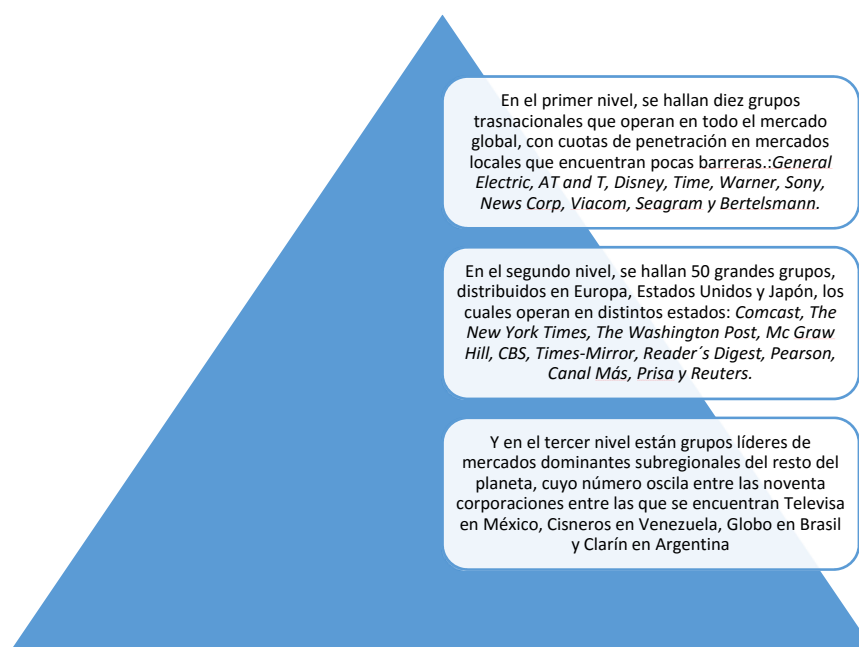 En el primer nivel, se hallan diez grupos
trasnacionales que operan en todo el mercado
global, con cuotas de penetración en mercados
locales que encuentran pocas barreras.:General
Electric, AT and T, Disney, Time, Warner, Sony,
News Corp, Viacom, Seagram y Bertelsmann.
En el segundo nivel, se hallan 50 grandes grupos,
distribuidos en Europa, Estados Unidos y Japón, los
cuales operan en distintos estados: Comcast, The
New York Times, The Washington Post, Mc Graw
Hill, CBS, Times-Mirror, Reader´s Digest, Pearson,
Canal Más, Prisa y Reuters.
Y en el tercer nivel están grupos líderes de
mercados dominantes subregionales del resto del
planeta, cuyo número oscila entre las noventa
corporaciones entre las que se encuentran Televisa
en México, Cisneros en Venezuela, Globo en Brasil
y Clarín en Argentina